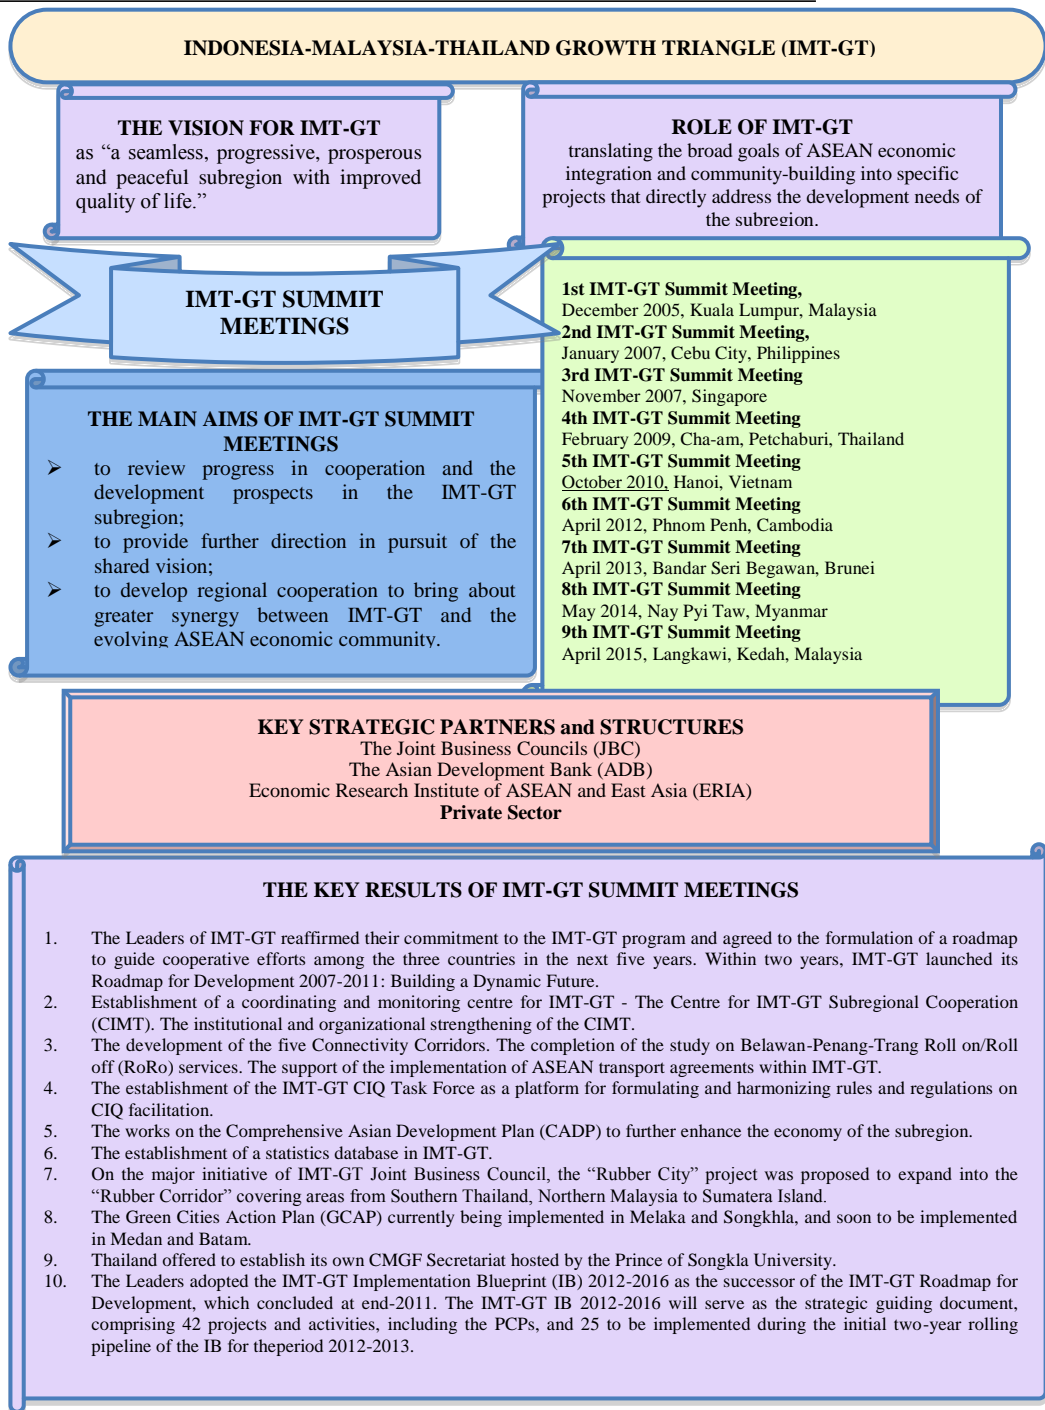 INDONESIA-MALAYSIA-THAILAND GROWTH TRIANGLE (IMT-GT)
THE VISION FOR IMT-GT
as “a seamless, progressive, prosperous
and peaceful subregion with improved
quality of life.”
ROLE OF IMT-GT
translating the broad goals of ASEAN economic
integration and community-building into specific
projects that directly address the development needs of
the subregion.
IMT-GT SUMMIT
MEETINGS
1st IMT-GT Summit Meeting,
December 2005, Kuala Lumpur, Malaysia
2nd IMT-GT Summit Meeting,
January 2007, Cebu City, Philippines
3rd IMT-GT Summit Meeting
November 2007, Singapore
4th IMT-GT Summit Meeting
February 2009, Cha-am, Petchaburi, Thailand
5th IMT-GT Summit Meeting
October 2010, Hanoi, Vietnam
6th IMT-GT Summit Meeting
April 2012, Phnom Penh, Cambodia
7th IMT-GT Summit Meeting
April 2013, Bandar Seri Begawan, Brunei
8th IMT-GT Summit Meeting
May 2014, Nay Pyi Taw, Myanmar
9th IMT-GT Summit Meeting
April 2015, Langkawi, Kedah, Malaysia
THE MAIN AIMS OF IMT-GT SUMMIT
MEETINGS
➢ to review progress in cooperation and the
development prospects in the IMT-GT
subregion;
➢ to provide further direction in pursuit of the
shared vision;
➢ to develop regional cooperation to bring about
greater synergy between IMT-GT and the
evolving ASEAN economic community.
KEY STRATEGIC PARTNERS and STRUCTURES
The Joint Business Councils (JBC)
The Asian Development Bank (ADB)
Economic Research Institute of ASEAN and East Asia (ERIA)
Private Sector
THE KEY RESULTS OF IMT-GT SUMMIT MEETINGS
1. The Leaders of IMT-GT reaffirmed their commitment to the IMT-GT program and agreed to the formulation of a roadmap
to guide cooperative efforts among the three countries in the next five years. Within two years, IMT-GT launched its
Roadmap for Development 2007-2011: Building a Dynamic Future.
2. Establishment of a coordinating and monitoring centre for IMT-GT - The Centre for IMT-GT Subregional Cooperation
(CIMT). The institutional and organizational strengthening of the CIMT.
3. The development of the five Connectivity Corridors. The completion of the study on Belawan-Penang-Trang Roll on/Roll
off (RoRo) services. The support of the implementation of ASEAN transport agreements within IMT-GT.
4. The establishment of the IMT-GT CIQ Task Force as a platform for formulating and harmonizing rules and regulations on
CIQ facilitation.
5. The works on the Comprehensive Asian Development Plan (CADP) to further enhance the economy of the subregion.
6. The establishment of a statistics database in IMT-GT.
7. On the major initiative of IMT-GT Joint Business Council, the “Rubber City” project was proposed to expand into the
“Rubber Corridor” covering areas from Southern Thailand, Northern Malaysia to Sumatera Island.
8. The Green Cities Action Plan (GCAP) currently being implemented in Melaka and Songkhla, and soon to be implemented
in Medan and Batam.
9. Thailand offered to establish its own CMGF Secretariat hosted by the Prince of Songkla University.
10. The Leaders adopted the IMT-GT Implementation Blueprint (IB) 2012-2016 as the successor of the IMT-GT Roadmap for
Development, which concluded at end-2011. The IMT-GT IB 2012-2016 will serve as the strategic guiding document,
comprising 42 projects and activities, including the PCPs, and 25 to be implemented during the initial two-year rolling
pipeline of the IB for theperiod 2012-2013.